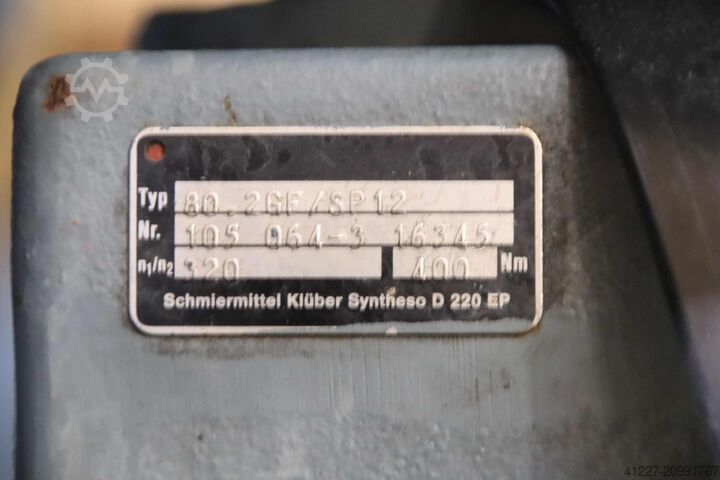 Typ 80.2GF/SP12
Nr. 105 064-3 16345
n₁/n₂ 320 400 Nm
Schmiermittel Klüber Syntheso D 220 EP
41227-20991767